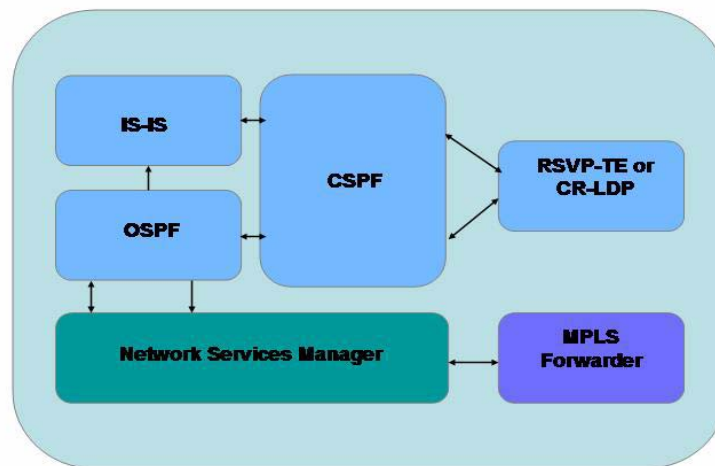 IS-IS
CSPF
RSVP-TE or
CR-LDP
OSPF
Network Services Manager
MPLS
Forwarder